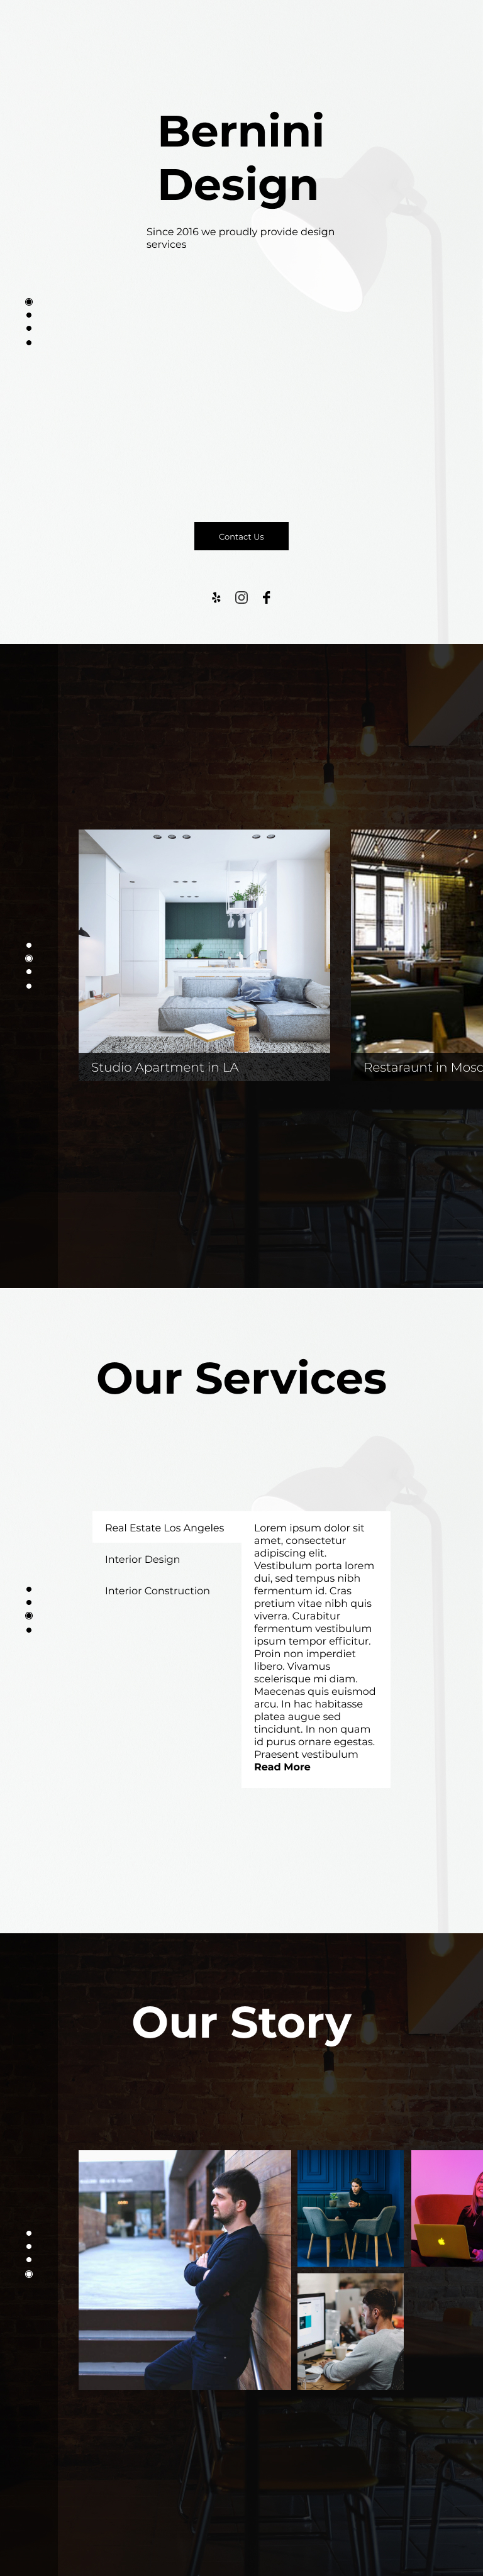 Bernini
Design
Since 2016 we proudly provide design
services
Contact Us
Studio Apartment in LA
Restaraunt in Mosc
Our Services
Real Estate Los Angeles
Interior Design
Interior Construction
Lorem ipsum dolor sit
amet, consectetur
adipiscing elit.
Vestibulum porta lorem
dui, sed tempus nibh
fermentum id. Cras
pretium vitae nibh quis
viverra. Curabitur
fermentum vestibulum
ipsum tempor efficitur.
Proin non imperdiet
libero. Vivamus
scelerisque mi diam.
Maecenas quis euismod
arcu. In hac habitasse
platea augue sed
tincidunt. In non quam
id purus ornare egestas.
Praesent vestibulum
Read More
Our Story